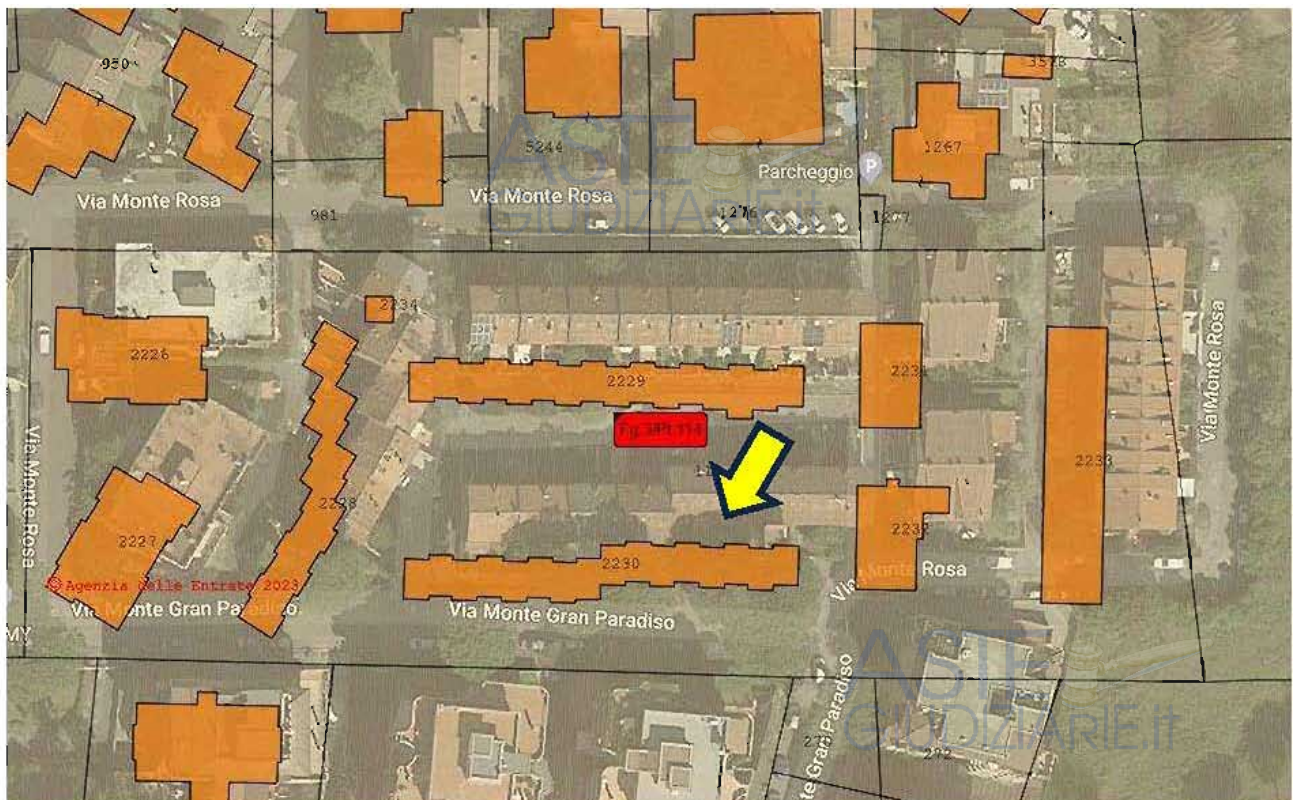 950
3578
ASTE
5244
1267
Parcheggio
P
Via Monte Rosa
Via Monte Rosa
981
1276
1277
GIUDIZIARIE.it
2234
2226
2229
2231
Via Monte Rosa
Via Monte Rosa
2228
2233
2227
2232
2230
Via Monte Rosa
©Agenzia delle Entrate 2023
Via Monte Gran Paradiso
Via Monte Gran Paradiso
MY
ASTE
GIUDIZIARIE.it
te Gran Paradiso
272